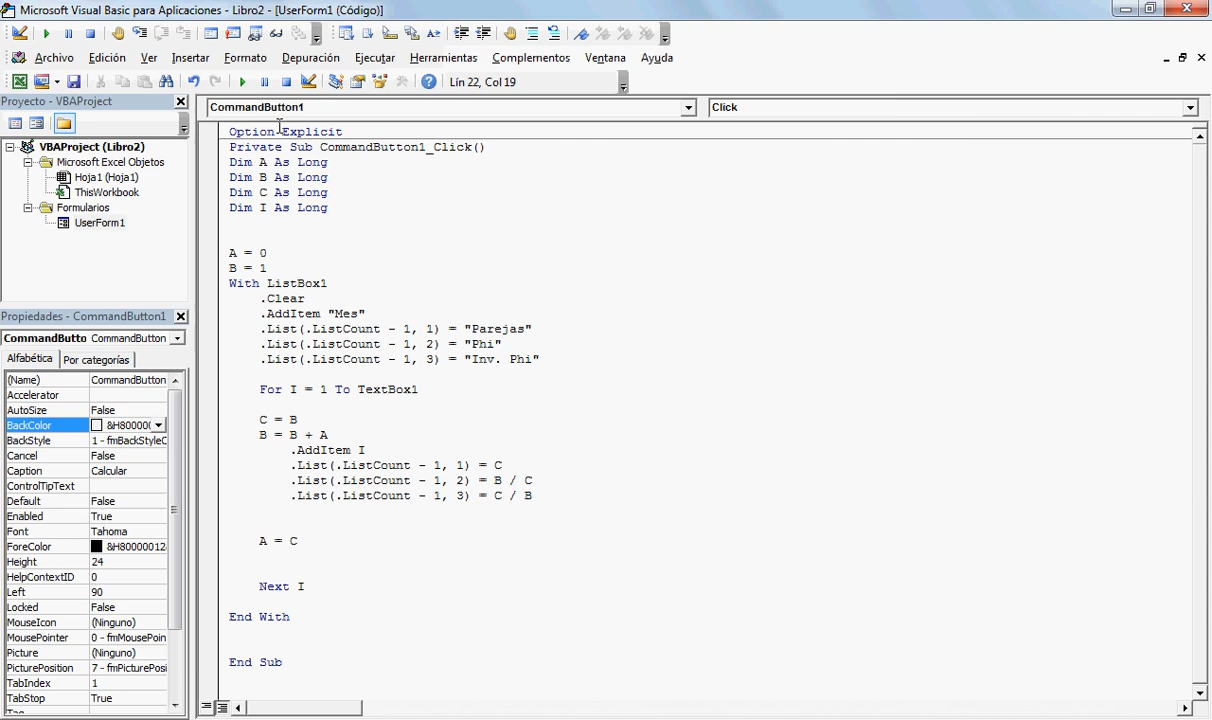 Microsoft Visual Basic para Aplicaciones - Libro2 - [UserForm1 (Código)]
Archivo Edición Ver Insertar Formato Depuración Ejecutar Herramientas Complementos Ventana Ayuda
Lín 22, Col 19
Proyecto - VBAProject
VBAProject (Libro2)
Microsoft Excel Objetos
Hoja1 (Hoja1)
ThisWorkbook
Formularios
UserForm1
Propiedades - CommandButton1
CommandButto CommandButton
Alfabética Por categorías
(Name) CommandButton
Accelerator
AutoSize False
BackColor &H80000(
BackStyle 1 - fmBackStyleC
Cancel False
Caption Calcular
ControlTipText
Default False
Enabled True
Font Tahoma
ForeColor &H80000012
Height 24
HelpContextID 0
Left 90
Locked False
MouseIcon (Ninguno)
MousePointer 0 - fmMousePoin
Picture (Ninguno)
PicturePosition 7 - fmPicturePosi
TabIndex 1
TabStop True
CommandButton1 Click
Option Explicit
Private Sub CommandButton1_Click()
Dim A As Long
Dim B As Long
Dim C As Long
Dim I As Long
A = 0
B = 1
With ListBox1
.Clear
.AddItem "Mes"
.List(.ListCount - 1, 1) = "Parejas"
.List(.ListCount - 1, 2) = "Phi"
.List(.ListCount - 1, 3) = "Inv. Phi"
For I = 1 To TextBox1
C = B
B = B + A
.AddItem I
.List(.ListCount - 1, 1) = C
.List(.ListCount - 1, 2) = B / C
.List(.ListCount - 1, 3) = C / B
A = C
Next I
End With
End Sub